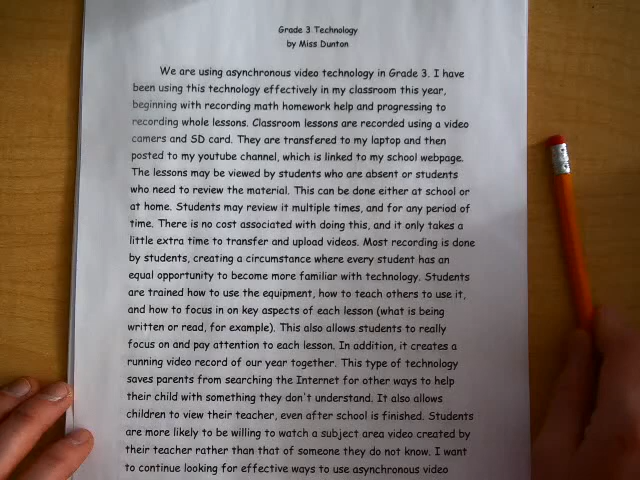 Grade 3 Technology
by Miss Dunton
We are using asynchronous video technology in Grade 3. I have
been using this technology effectively in my classroom this year,
beginning with recording math homework help and progressing to
recording whole lessons. Classroom lessons are recorded using a video
camera and SD card. They are transfered to my laptop and then
posted to my youtube channel, which is linked to my school webpage.
The lessons may be viewed by students who are absent or students
who need to review the material. This can be done either at school or
at home. Students may review it multiple times, and for any period of
time. There is no cost associated with doing this, and it only takes a
little extra time to transfer and upload videos. Most recording is done
by students, creating a circumstance where every student has an
equal opportunity to become more familiar with technology. Students
are trained how to use the equipment, how to teach others to use it,
and how to focus in on key aspects of each lesson (what is being
written or read, for example). This also allows students to really
focus on and pay attention to each lesson. In addition, it creates a
running video record of our year together. This type of technology
saves parents from searching the Internet for other ways to help
their child with something they don't understand. It also allows
children to view their teacher, even after school is finished. Students
are more likely to be willing to watch a subject area video created by
their teacher rather than that of someone they do not know. I want
to continue looking for effective ways to use asynchronous video